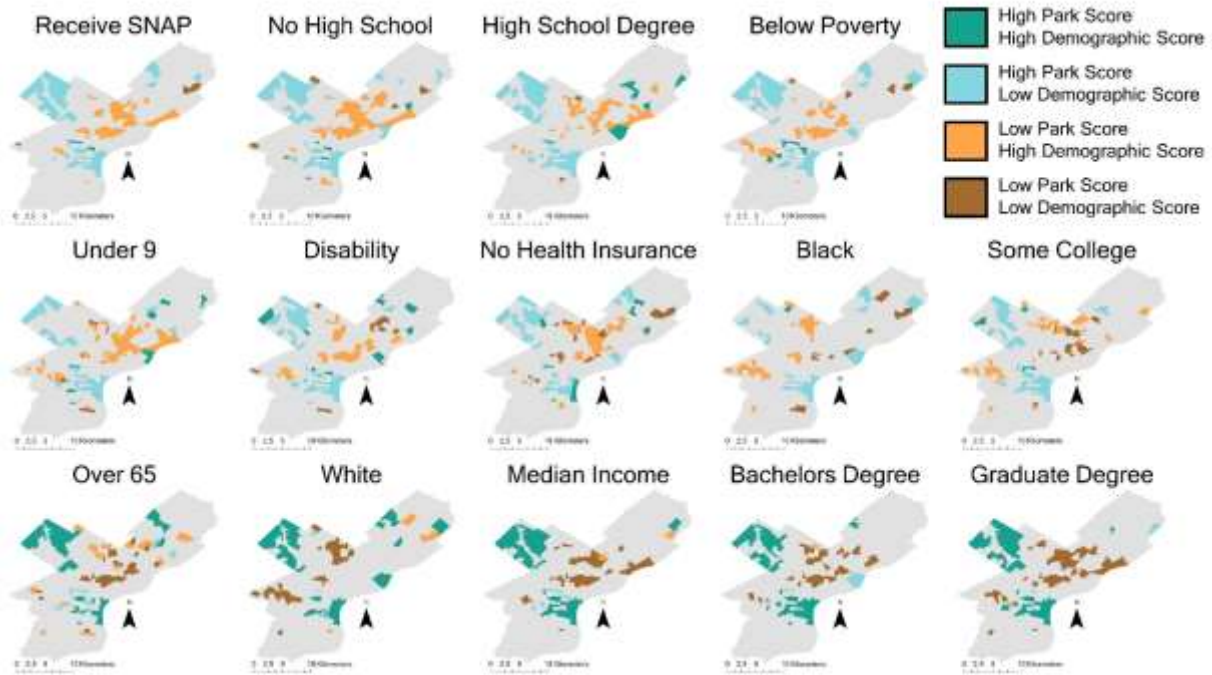 Receive SNAP
No High School
High School Degree
Below Poverty
High Park Score
High Demographic Score
High Park Score
Low Demographic Score
Low Park Score
High Demographic Score
Low Park Score
Low Demographic Score
Under 9
Disability
No Health Insurance
Black
Some College
Over 65
White
Median Income
Bachelors Degree
Graduate Degree